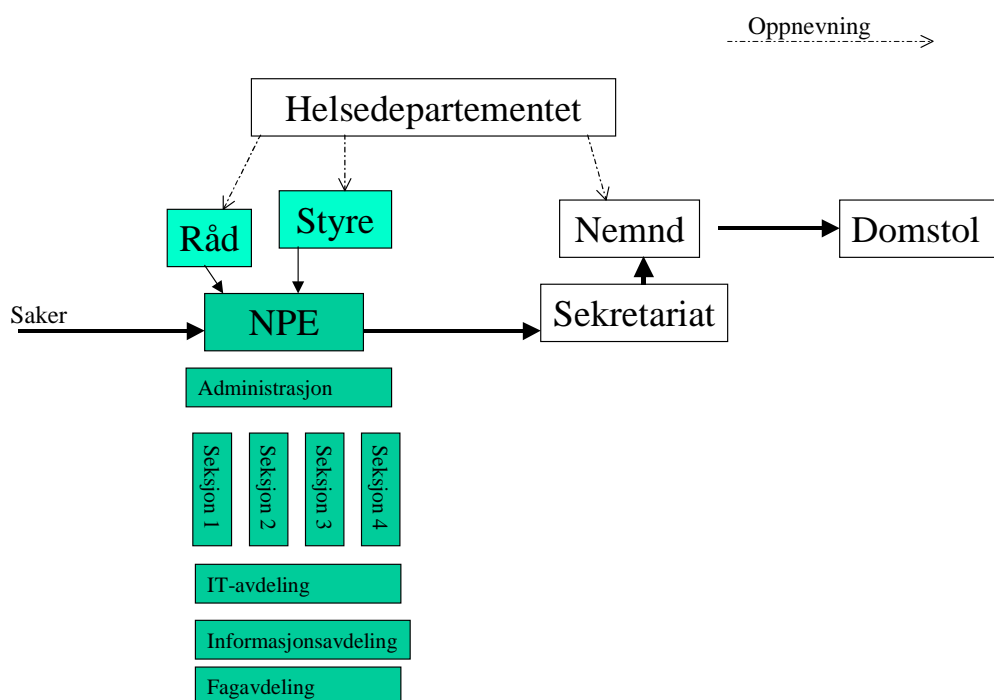 Oppnevning
Helsedepartementet
Råd
Styre
Nemnd
Domstol
Saker
NPE
Sekretariat
Administrasjon
Seksjon 1
Seksjon 2
Seksjon 3
Seksjon 4
IT-avdeling
Informasjonsavdeling
Fagavdeling